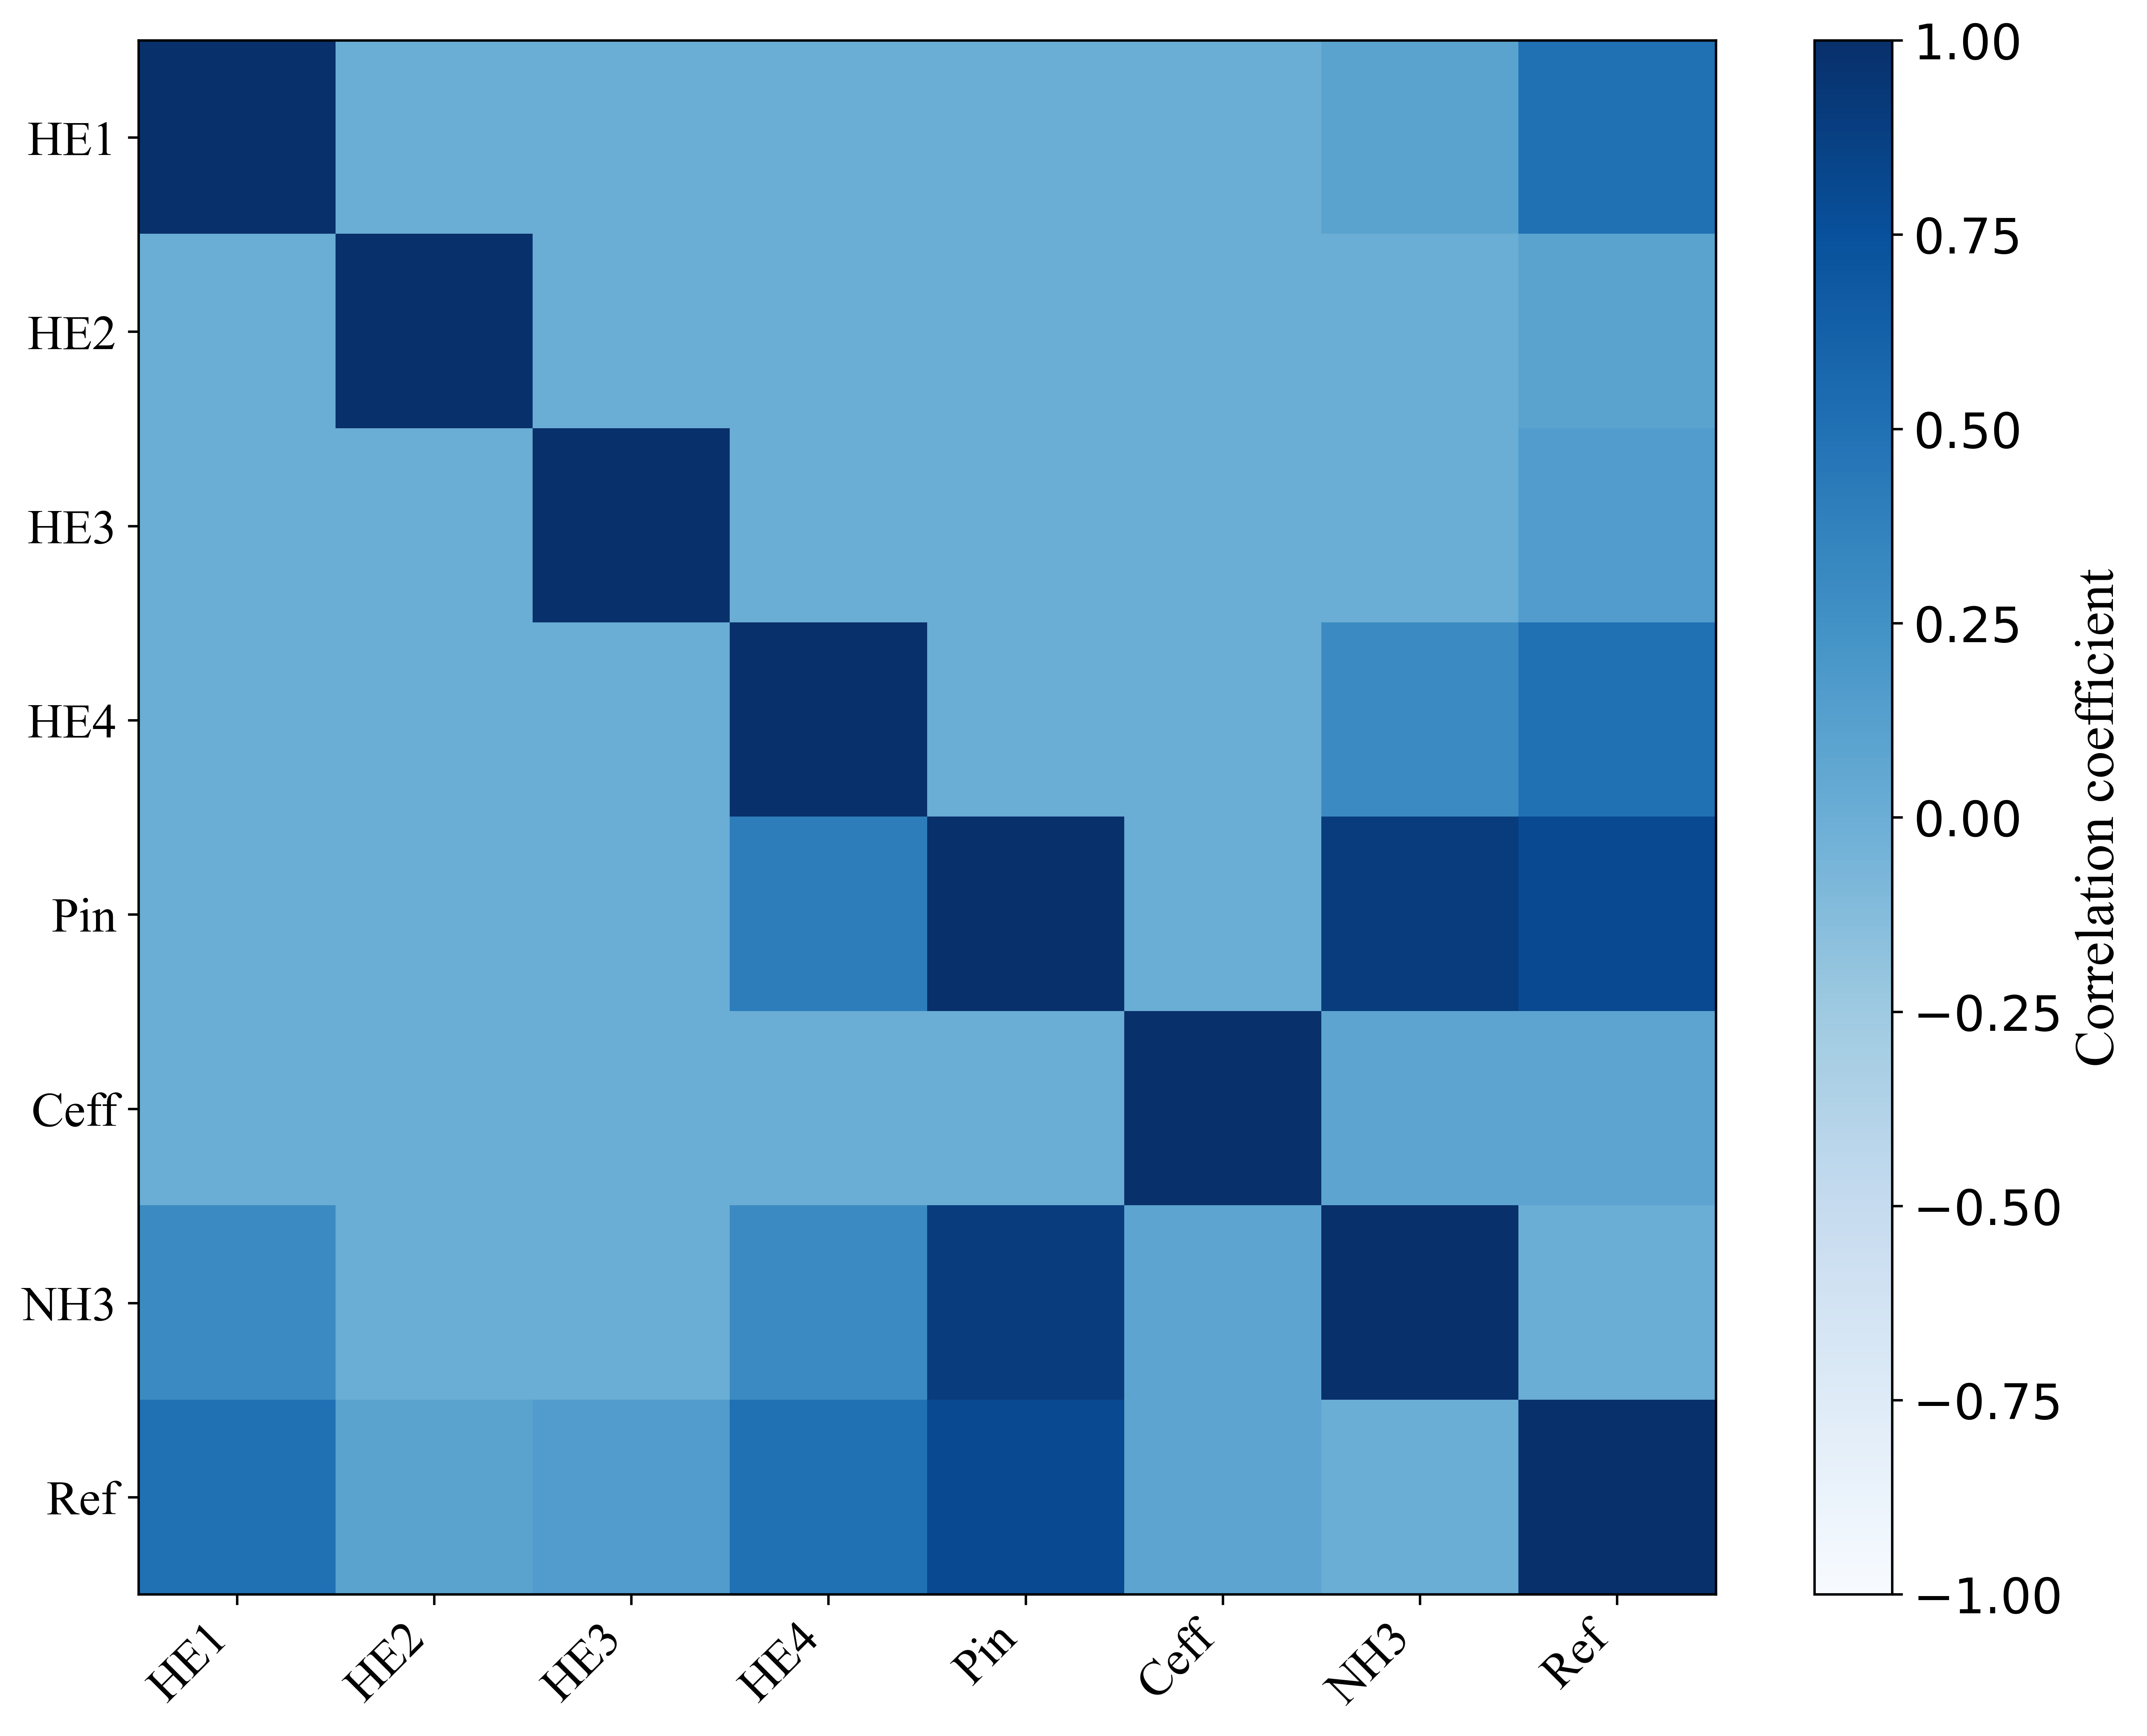 HE1
HE2
HE3
HE4
Pin
Ceff
NH3
Ref
HE1
HE2
HE3
HE4
Pin
Ceff
NH3
Ref
1.00
0.75
0.50
0.25
0.00
−0.25
−0.50
−0.75
−1.00
Correlation coefficient